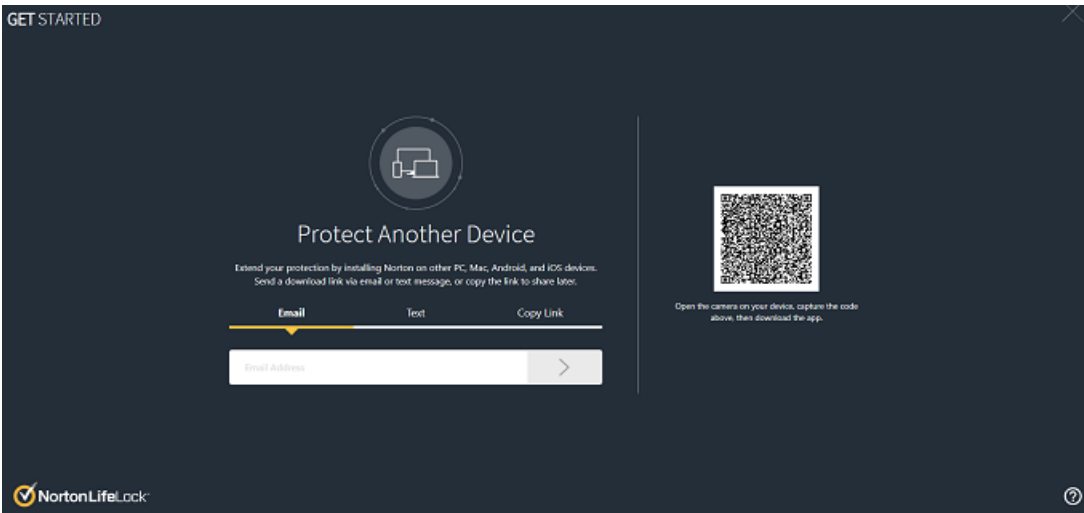 GET STARTED
Protect Another Device
Extend your protection by installing Norton on other PC, Mac, Android, and iOS devices.
Send a download link via email or text message, or copy the link to share later.
Email Text Copy Link
Email Address
Open the camera on your device, capture the code
above, then download the app.
NortonLifeLock
?